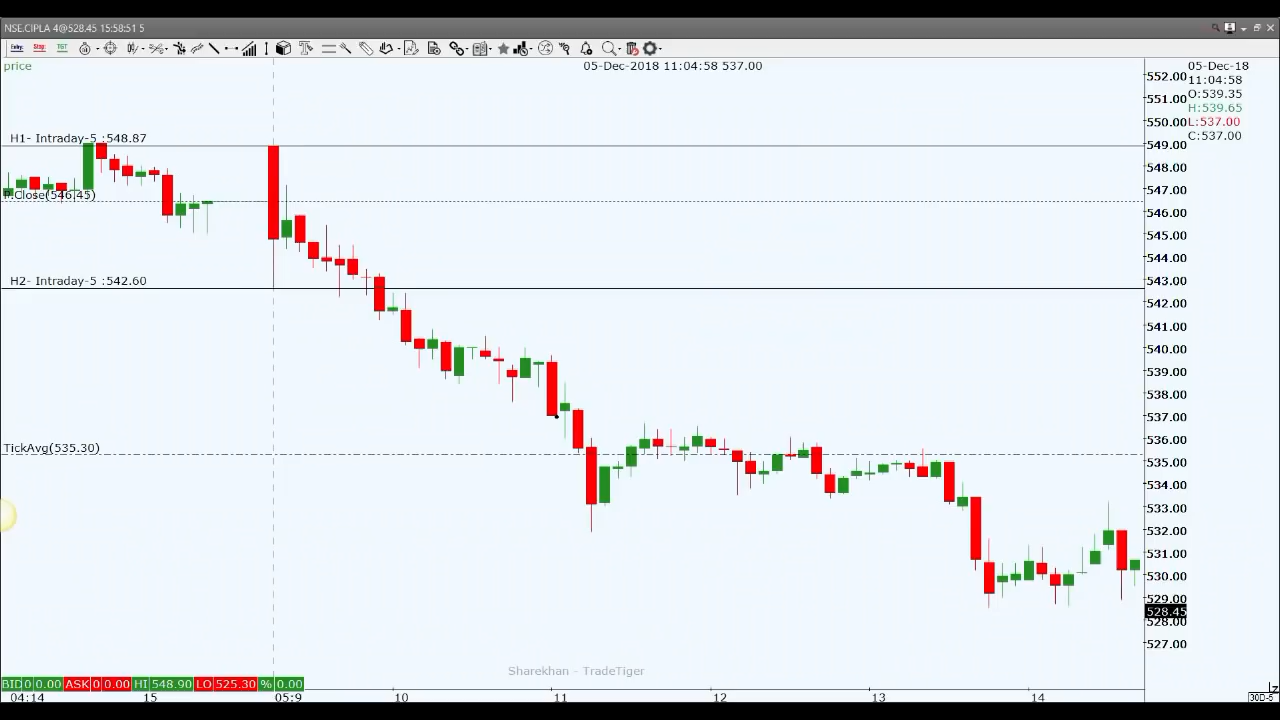 NSE.CIPLA 4@528.45 15:58:51 5
Entry Stop TGT
price
05-Dec-2018 11:04:58 537.00
05-Dec-18
11:04:58
O:539.35
H:539.65
L:537.00
C:537.00
552.00
551.00
550.00
H1- Intraday-5 :548.87
549.00
548.00
547.00
P.Close(546.45)
546.00
545.00
544.00
H2- Intraday-5 :542.60
543.00
542.00
541.00
540.00
539.00
538.00
537.00
536.00
TickAvg(535.30)
535.00
534.00
533.00
532.00
531.00
530.00
529.00
528.45
528.00
527.00
Sharekhan - TradeTiger
BID 0 0.00 ASK 0 0.00 HI 548.90 LO 525.30 % 0.00
04:14 15 05:9 10 11 12 13 14 30D-5